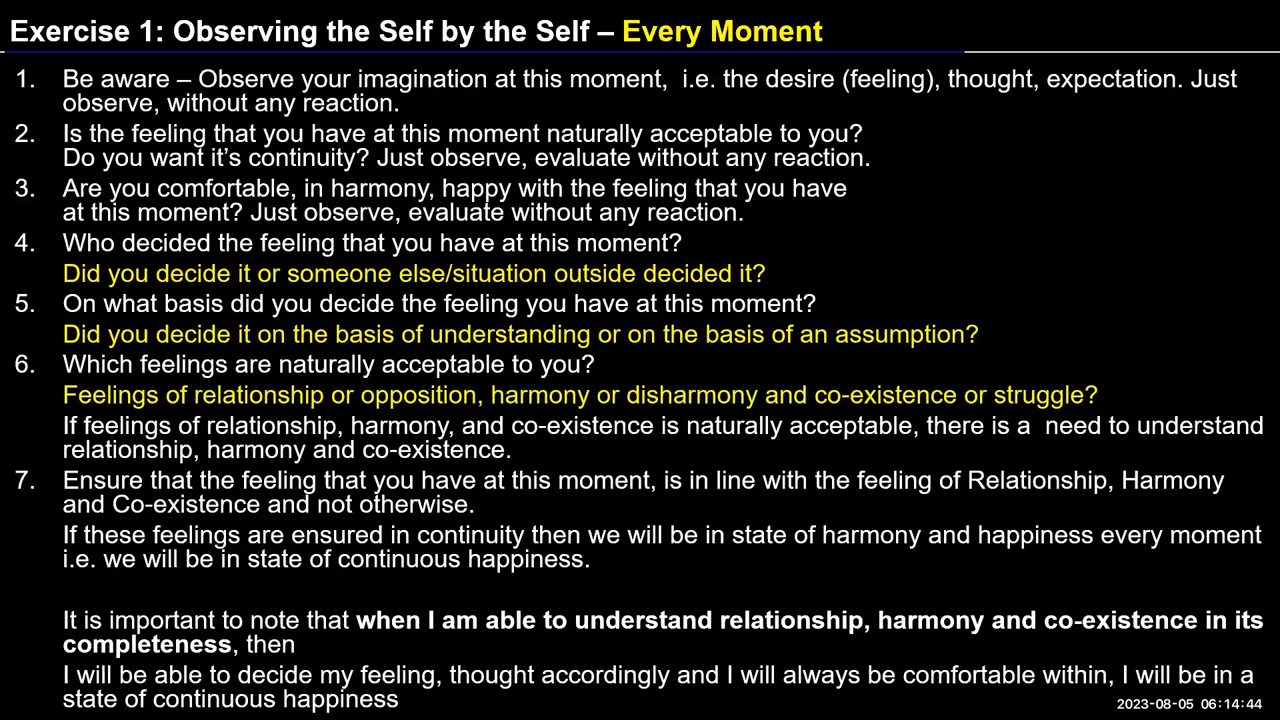 Exercise 1: Observing the Self by the Self – Every Moment
1. Be aware – Observe your imagination at this moment, i.e. the desire (feeling), thought, expectation. Just
observe, without any reaction.
2. Is the feeling that you have at this moment naturally acceptable to you?
Do you want it's continuity? Just observe, evaluate without any reaction.
3. Are you comfortable, in harmony, happy with the feeling that you have
at this moment? Just observe, evaluate without any reaction.
4. Who decided the feeling that you have at this moment?
Did you decide it or someone else/situation outside decided it?
5. On what basis did you decide the feeling you have at this moment?
Did you decide it on the basis of understanding or on the basis of an assumption?
6. Which feelings are naturally acceptable to you?
Feelings of relationship or opposition, harmony or disharmony and co-existence or struggle?
If feelings of relationship, harmony, and co-existence is naturally acceptable, there is a need to understand
relationship, harmony and co-existence.
7. Ensure that the feeling that you have at this moment, is in line with the feeling of Relationship, Harmony
and Co-existence and not otherwise.
If these feelings are ensured in continuity then we will be in state of harmony and happiness every moment
i.e. we will be in state of continuous happiness.
It is important to note that when I am able to understand relationship, harmony and co-existence in its
completeness, then
I will be able to decide my feeling, thought accordingly and I will always be comfortable within, I will be in a
state of continuous happiness
2023-08-05 06:14:44